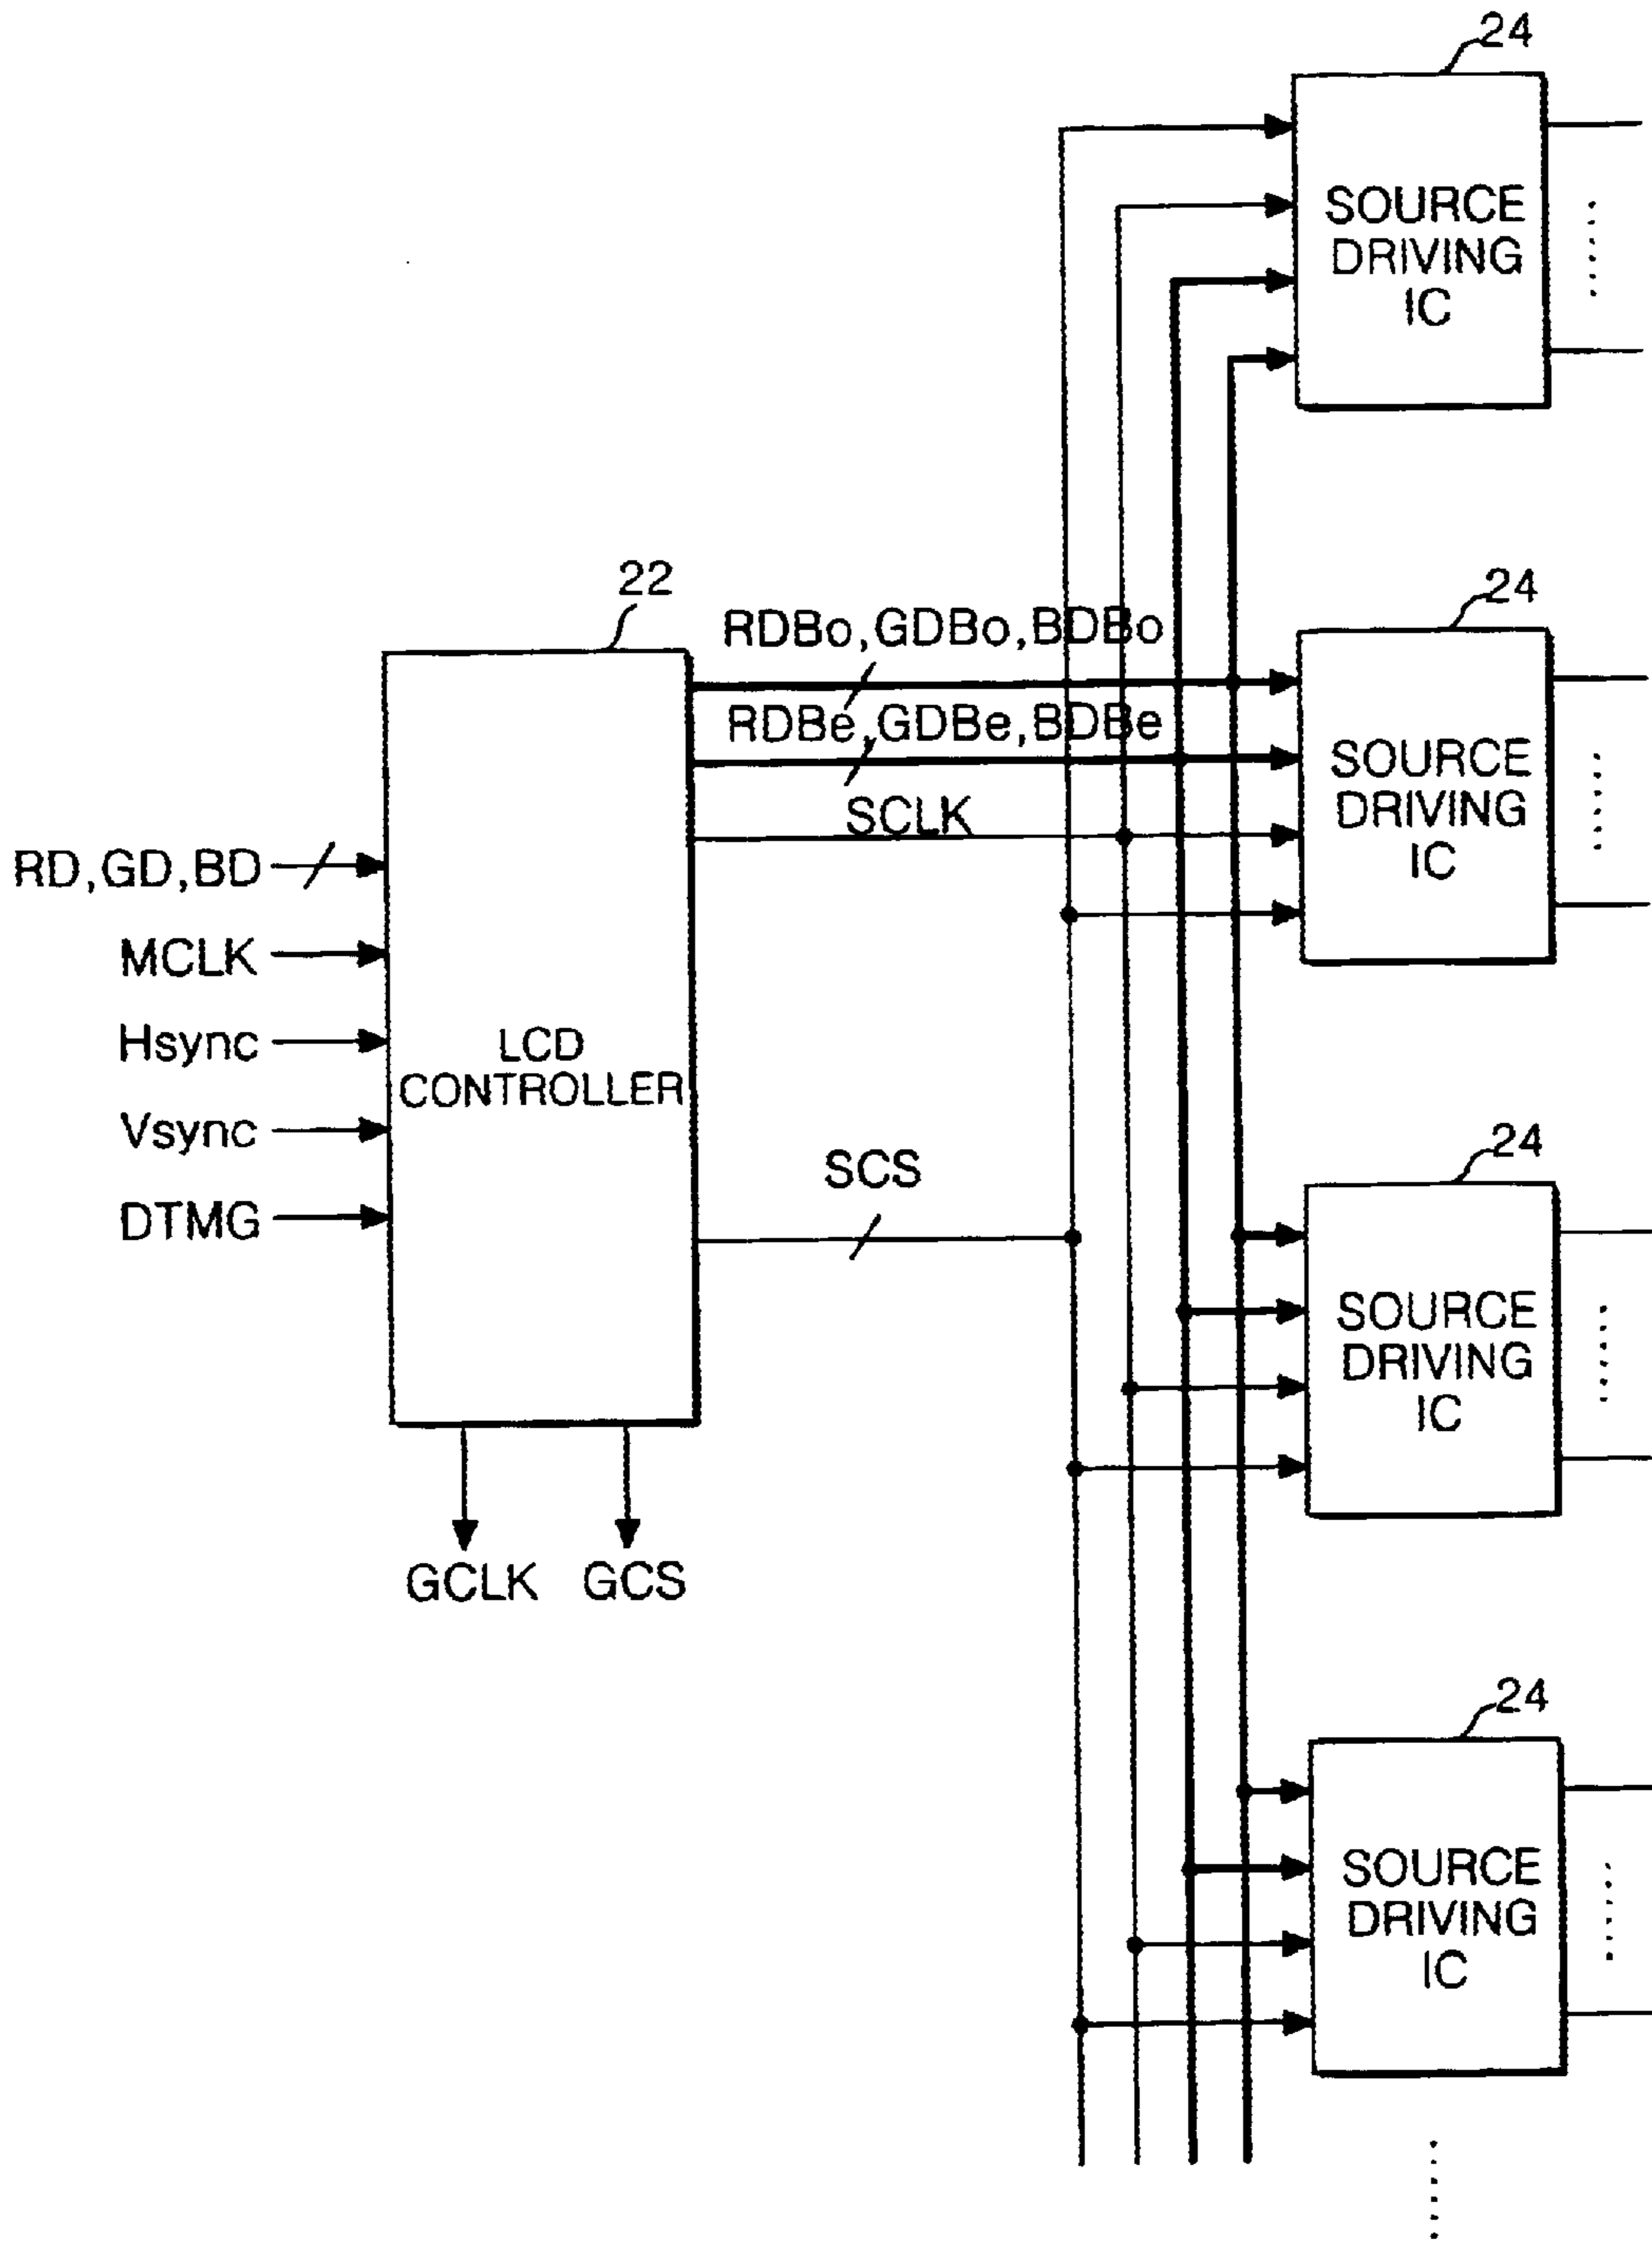 24
SOURCE
DRIVING
IC
22
24
RDBo,GDBo,BDBo
RDBe,GDBe,BDBe
SCLK
SOURCE
DRIVING
IC
RD,GD,BD
MCLK
Hsync
Vsync
DTMG
LCD
CONTROLLER
SCS
24
SOURCE
DRIVING
IC
GCLK GCS
24
SOURCE
DRIVING
IC